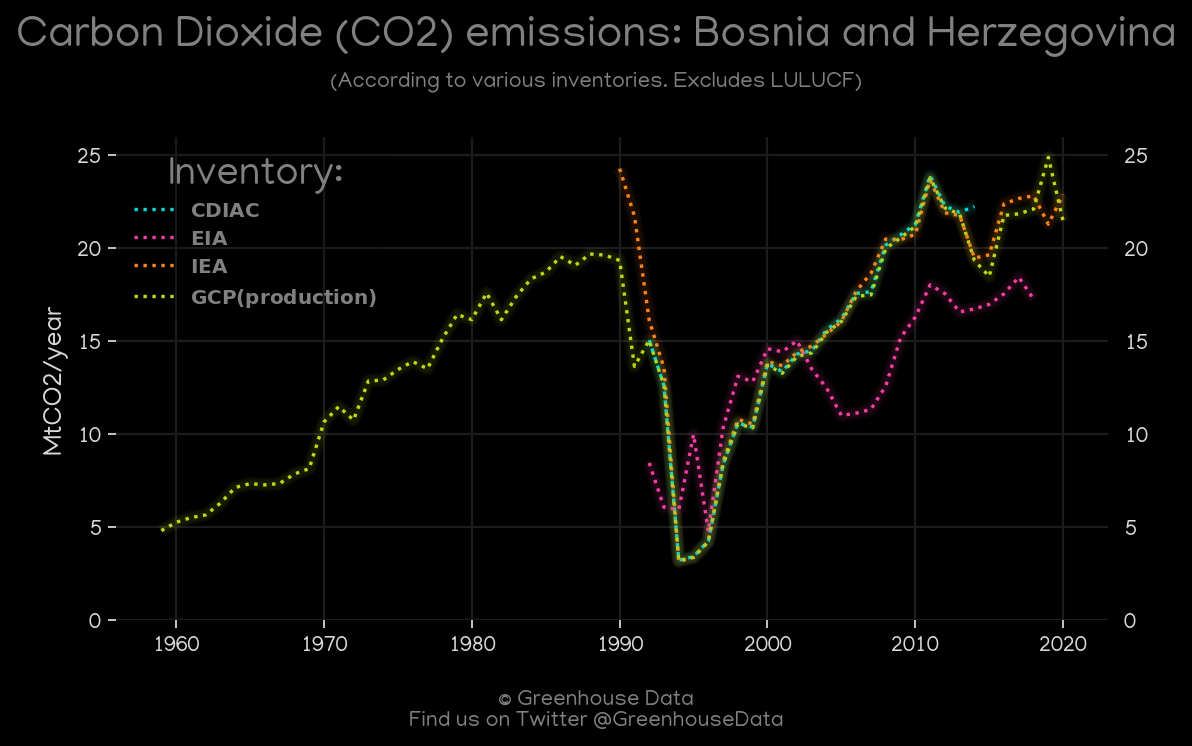 Carbon Dioxide (CO2) emissions: Bosnia and Herzegovina
(According to various inventories. Excludes LULUCF)
Inventory:
CDIAC
EIA
IEA
GCP(production)
MtCO2/year
25
20
15
10
5
0
25
20
15
10
5
0
1960 1970 1980 1990 2000 2010 2020
© Greenhouse Data
Find us on Twitter @GreenhouseData